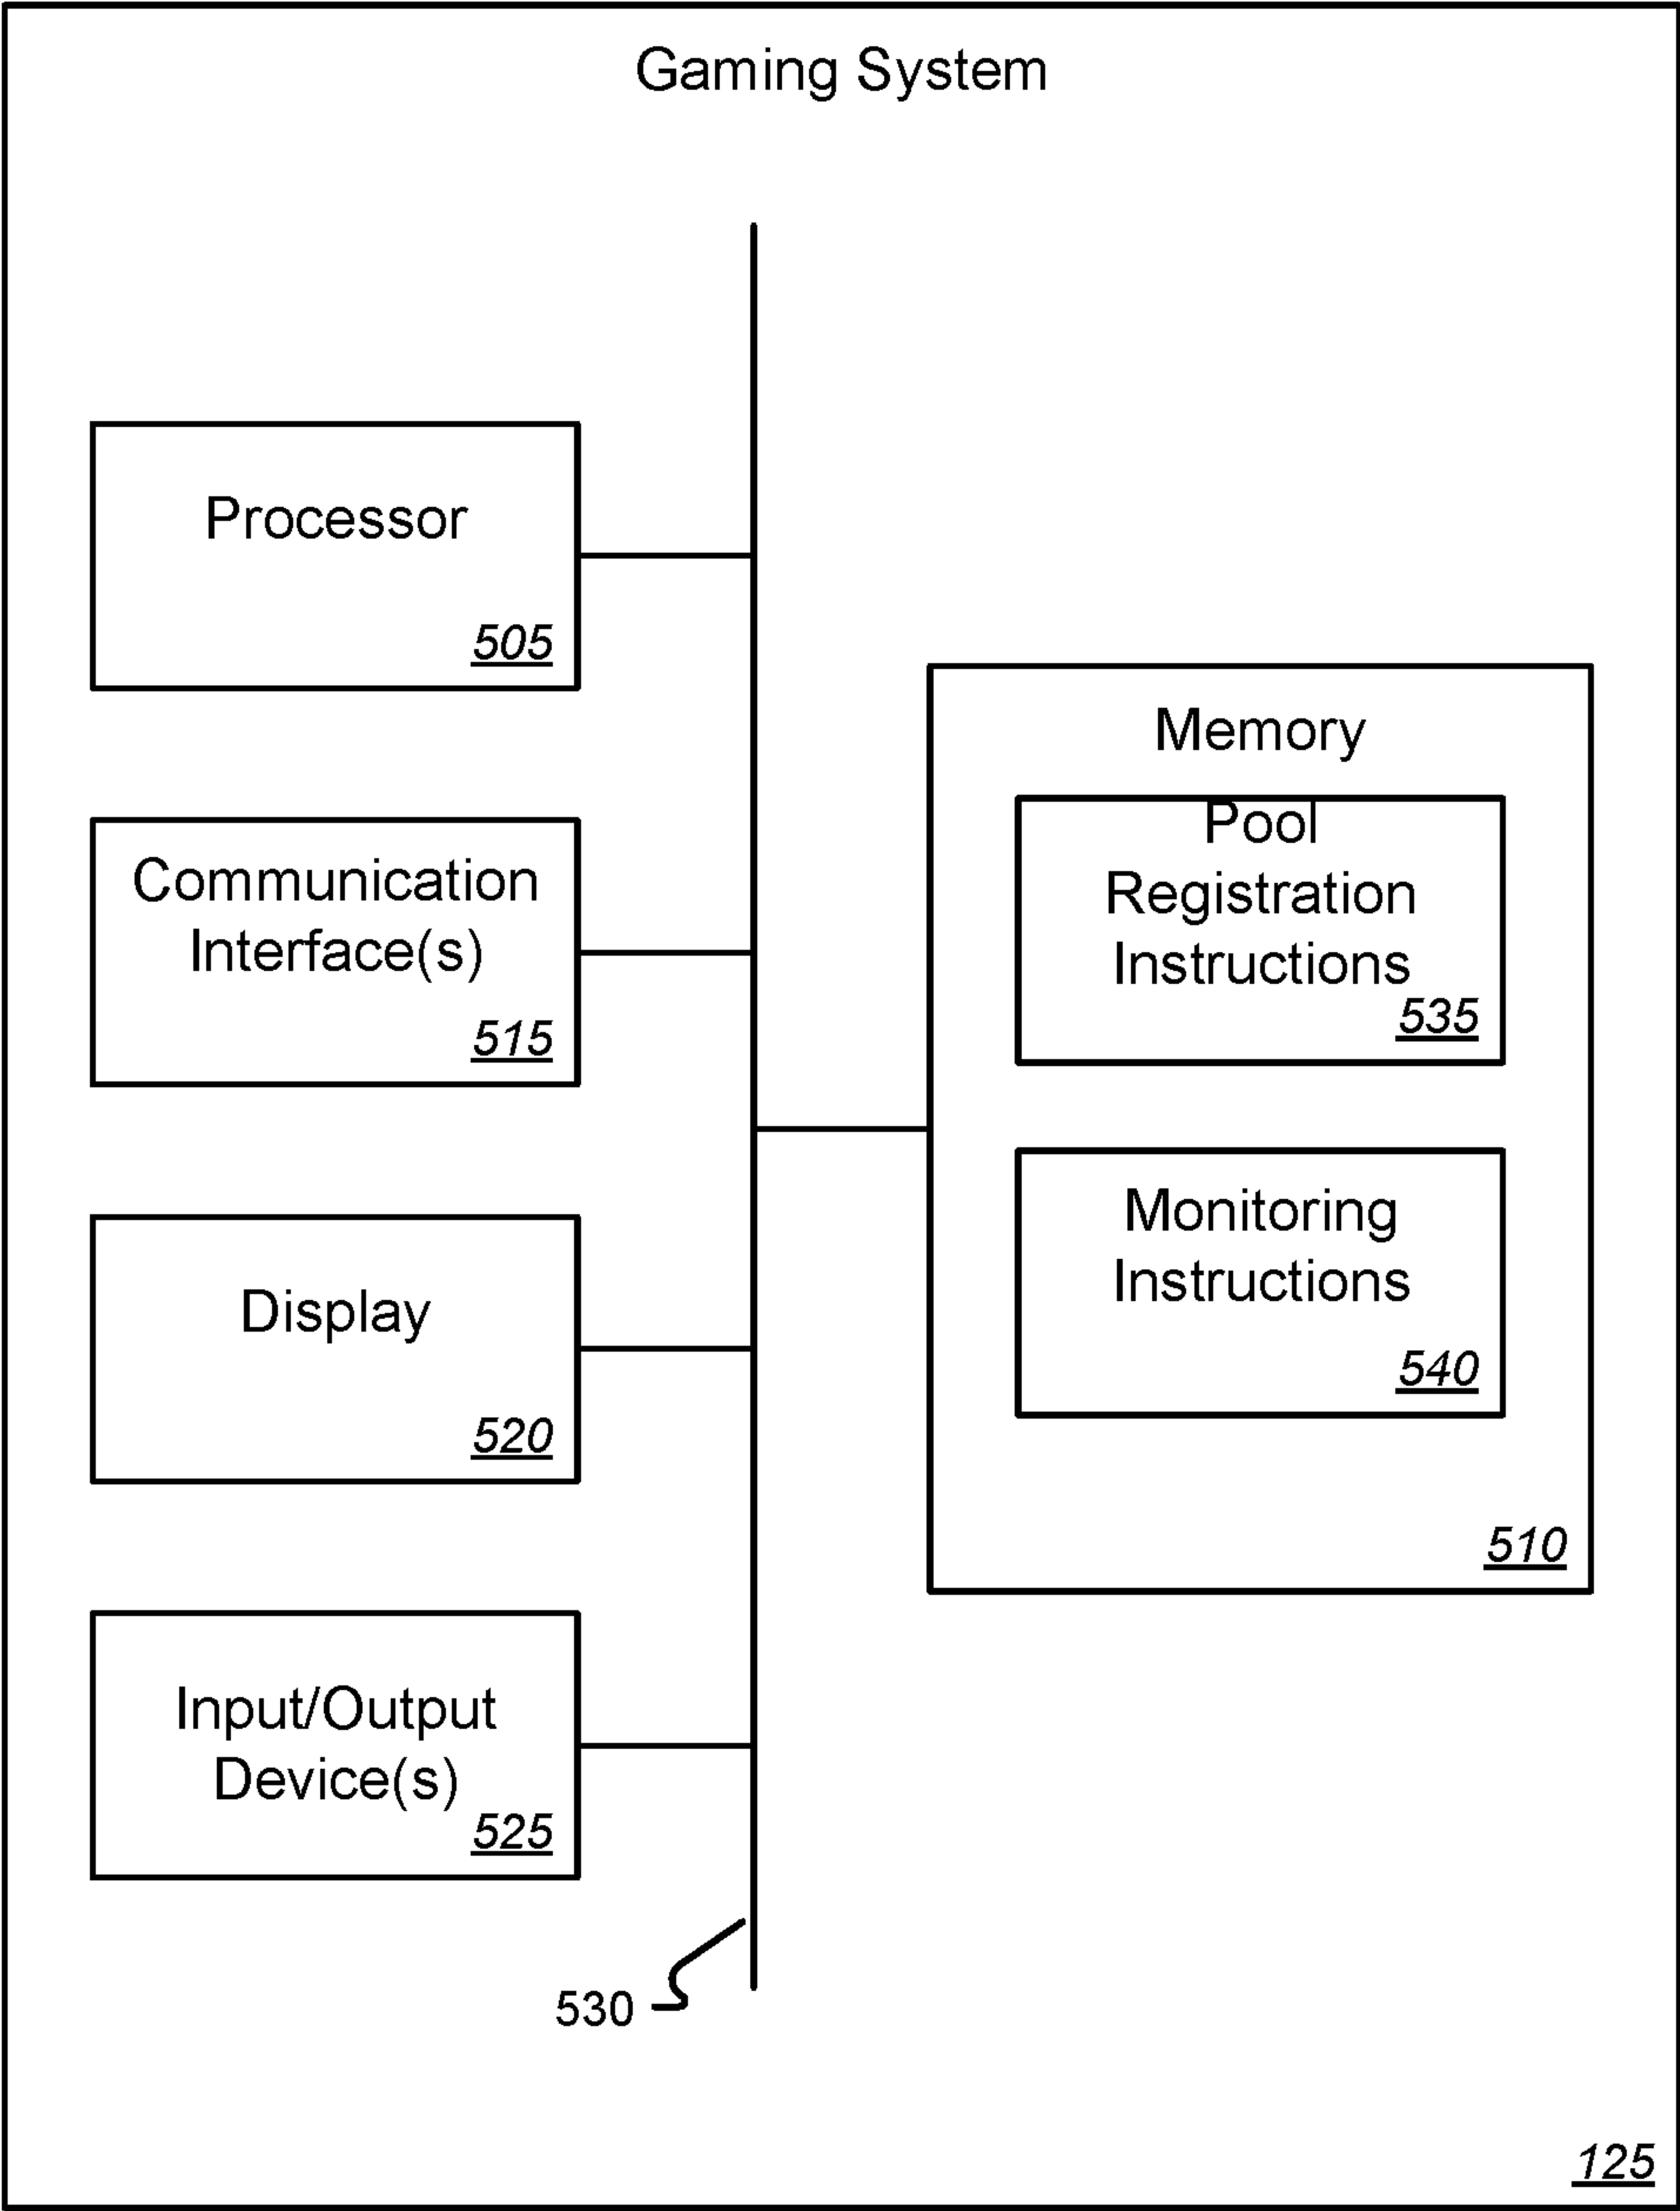 Gaming System
Processor
505
Communication
Interface(s)
515
Display
520
Input/Output
Device(s)
525
530
Memory
Pool
Registration
Instructions
535
Monitoring
Instructions
540
510
125